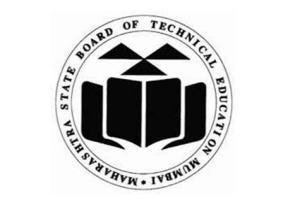 MAHARASHTRA STATE BOARD OF TECHNICAL EDUCATION MUMBAI *